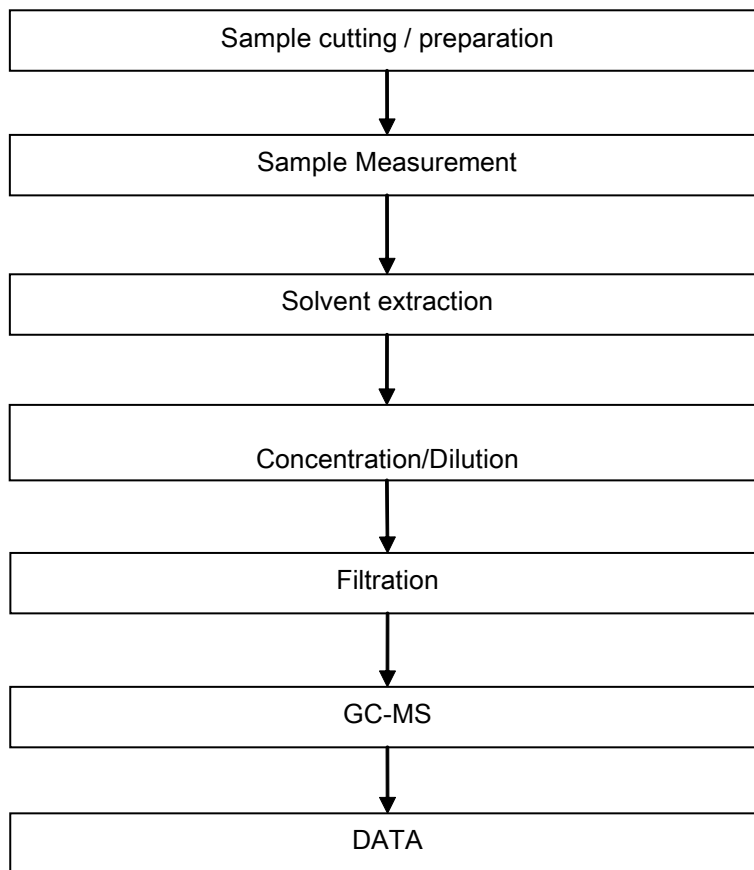 Sample cutting / preparation
Sample Measurement
Solvent extraction
Concentration/Dilution
Filtration
GC-MS
DATA